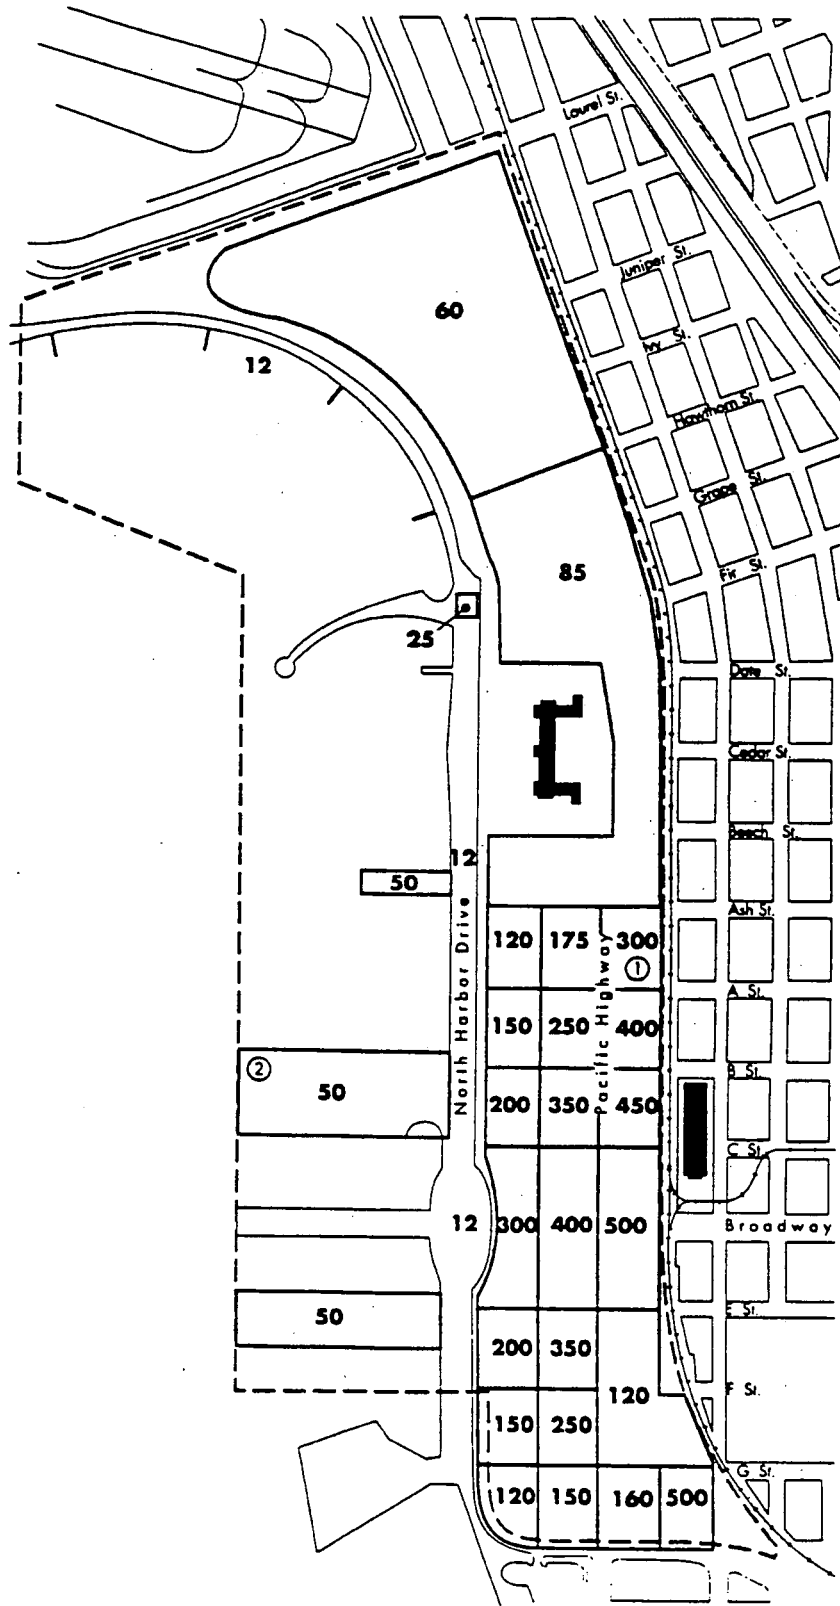 Laurel St.
Juniper St.
60
Ivy St.
12
Hawthorn St.
Grape St.
85
Fir St.
25
Date St.
Cedar St.
Beech St.
12
50
Ash St.
North Harbor Drive
Pacific Highway
120 175 300
①
A St.
150 250 400
②
50
B St.
200 350 450
C St.
12 300 400 500
Broadway
E St.
50
200 350
120
F St.
150 250
G St.
120 150 160 500